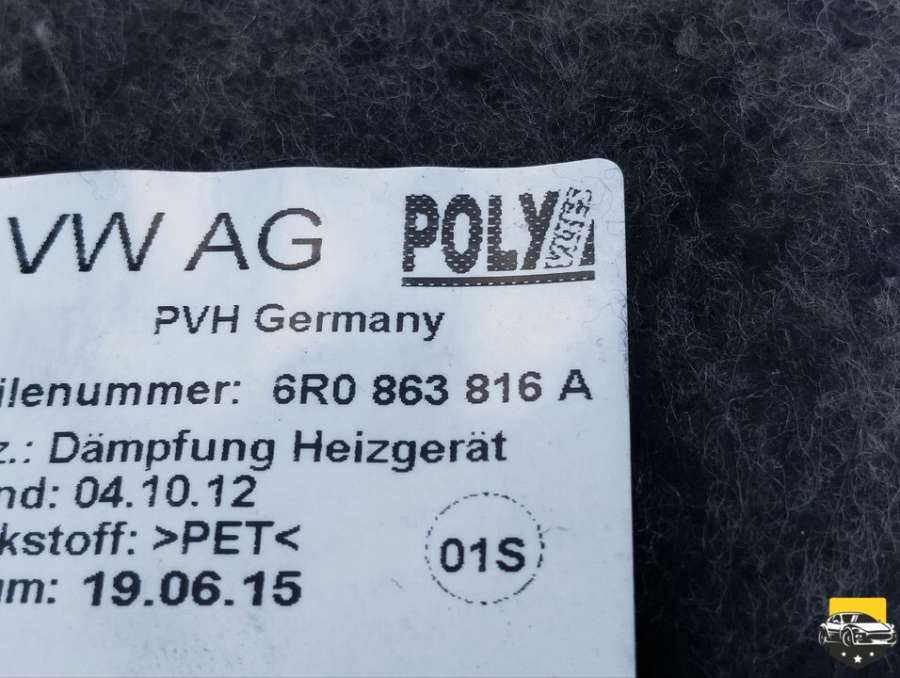 VW AG
POLY
PVH Germany
ilenummer: 6R0 863 816 A
z.: Dämpfung Heizgerät
nd: 04.10.12
kstoff: >PET<
um: 19.06.15
01S